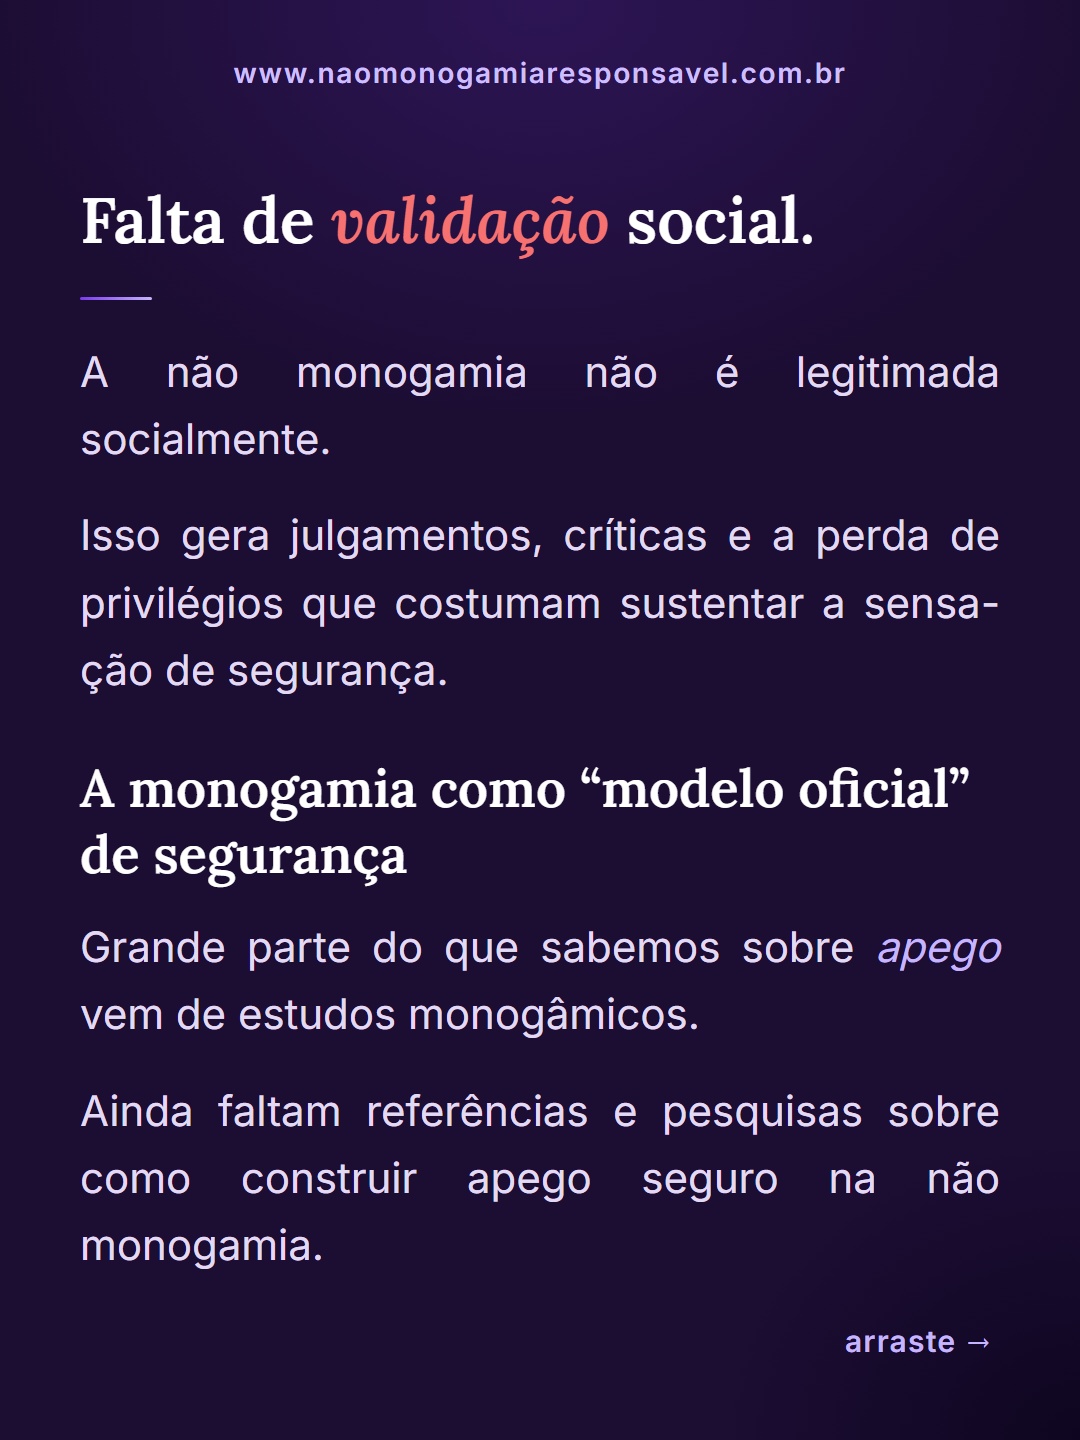 www.naomonogamiaresponsavel.com.br
Falta de validação social.
A não monogamia não é legitimada
socialmente.
Isso gera julgamentos, críticas e a perda de
privilégios que costumam sustentar a sensa-
ção de segurança.
A monogamia como “modelo oficial”
de segurança
Grande parte do que sabemos sobre apego
vem de estudos monogâmicos.
Ainda faltam referências e pesquisas sobre
como construir apego seguro na não
monogamia.
arraste →